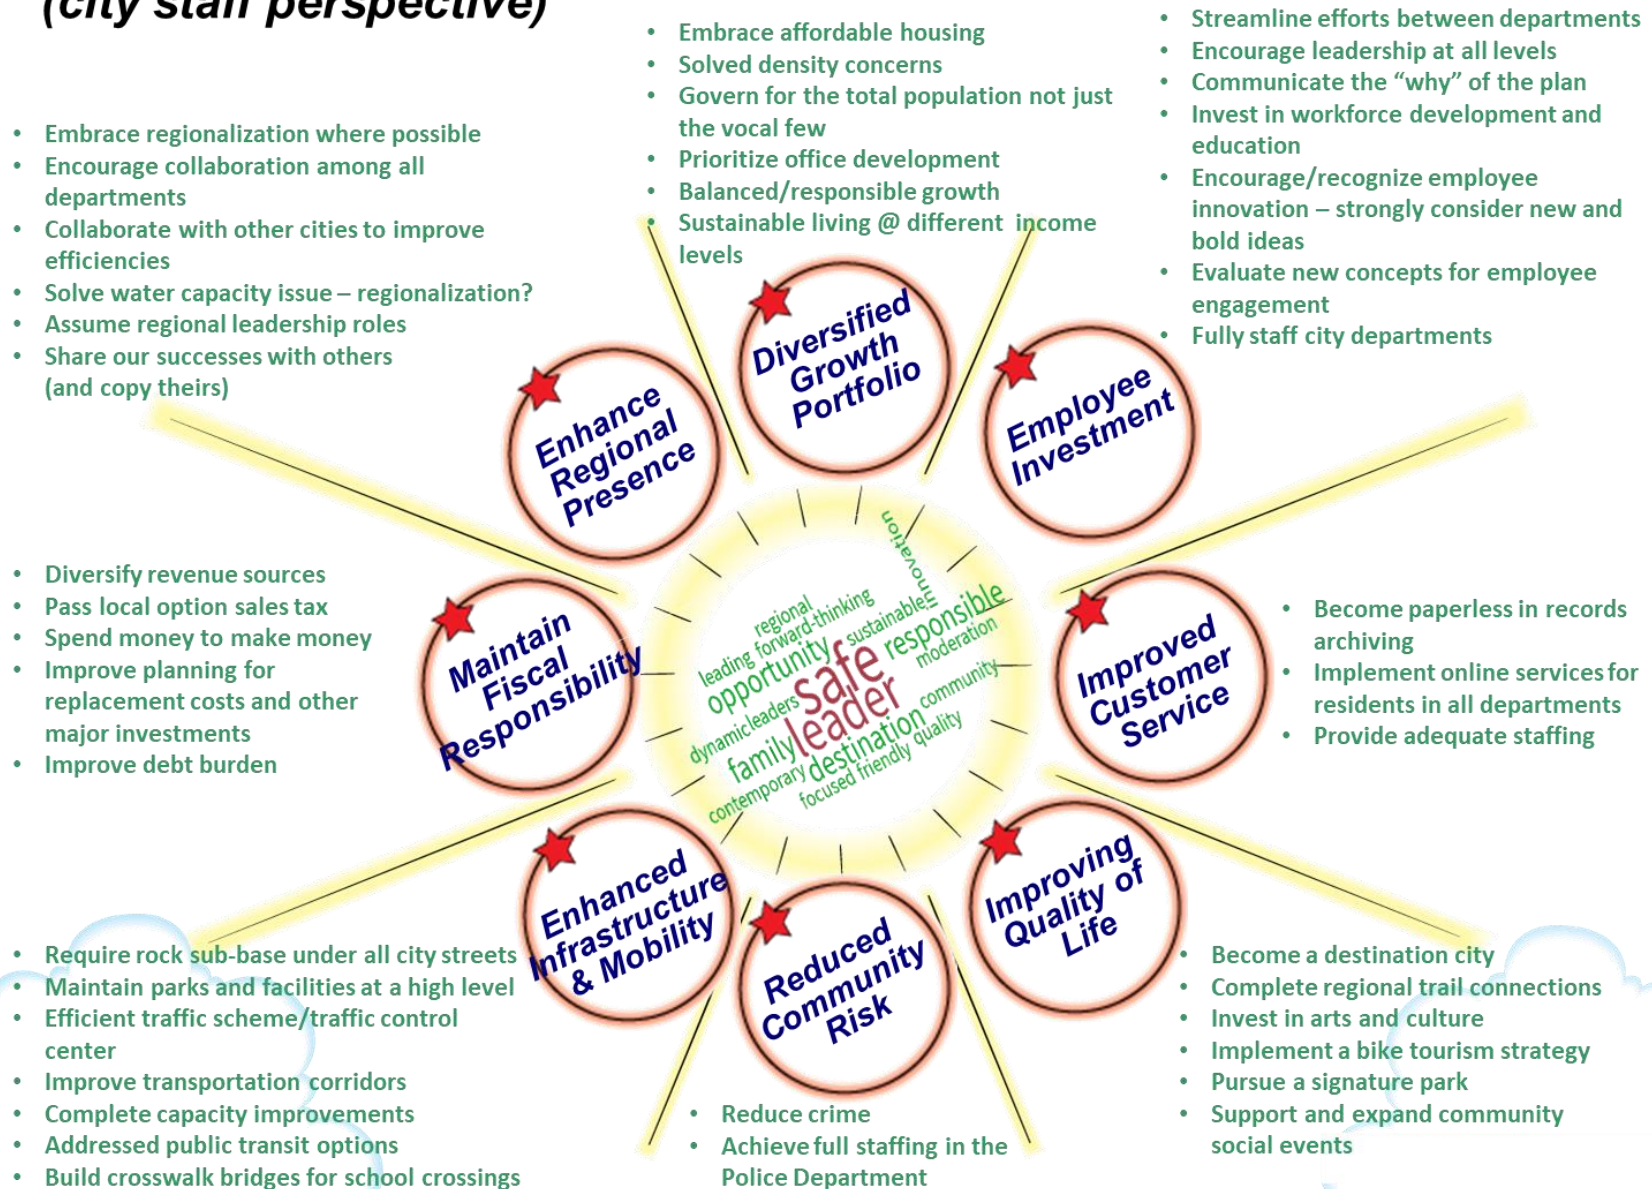 (city staff perspective)
• Embrace regionalization where possible
• Encourage collaboration among all
departments
• Collaborate with other cities to improve
efficiencies
• Solve water capacity issue – regionalization?
• Assume regional leadership roles
• Share our successes with others
(and copy theirs)
• Embrace affordable housing
• Solved density concerns
• Govern for the total population not just
the vocal few
• Prioritize office development
• Balanced/responsible growth
• Sustainable living @ different income
levels
• Streamline efforts between departments
• Encourage leadership at all levels
• Communicate the “why” of the plan
• Invest in workforce development and
education
• Encourage/recognize employee
innovation – strongly consider new and
bold ideas
• Evaluate new concepts for employee
engagement
• Fully staff city departments
Enhance
Regional
Presence
Diversified
Growth
Portfolio
Employee
Investment
• Diversify revenue sources
• Pass local option sales tax
• Spend money to make money
• Improve planning for
replacement costs and other
major investments
• Improve debt burden
Maintain
Fiscal
Responsibility
innovation
regional
leading forward-thinking
sustainable
responsible
opportunity
moderation
safe
dynamic leaders
leader
community
family
destination
contemporary
focused friendly quality
Improved
Customer
Service
• Become paperless in records
archiving
• Implement online services for
residents in all departments
• Provide adequate staffing
Enhanced
Infrastructure
& Mobility
Reduced
Community
Risk
Improving
Quality of
Life
• Require rock sub-base under all city streets
• Maintain parks and facilities at a high level
• Efficient traffic scheme/traffic control
center
• Improve transportation corridors
• Complete capacity improvements
• Addressed public transit options
• Build crosswalk bridges for school crossings
• Reduce crime
• Achieve full staffing in the
Police Department
• Become a destination city
• Complete regional trail connections
• Invest in arts and culture
• Implement a bike tourism strategy
• Pursue a signature park
• Support and expand community
social events